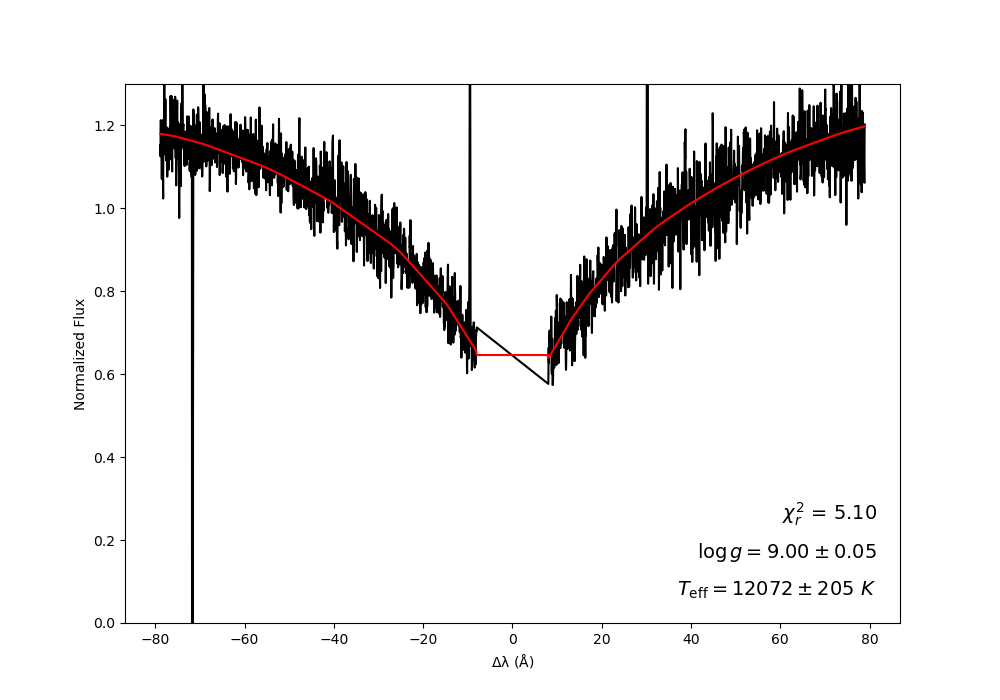 1.2
1.0
0.8
0.6
0.4
0.2
0.0
Normalized Flux
χ²ᵣ = 5.10
log g = 9.00 ± 0.05
T_eff = 12072 ± 205 K
−80 −60 −40 −20 0 20 40 60 80
Δλ (Å)